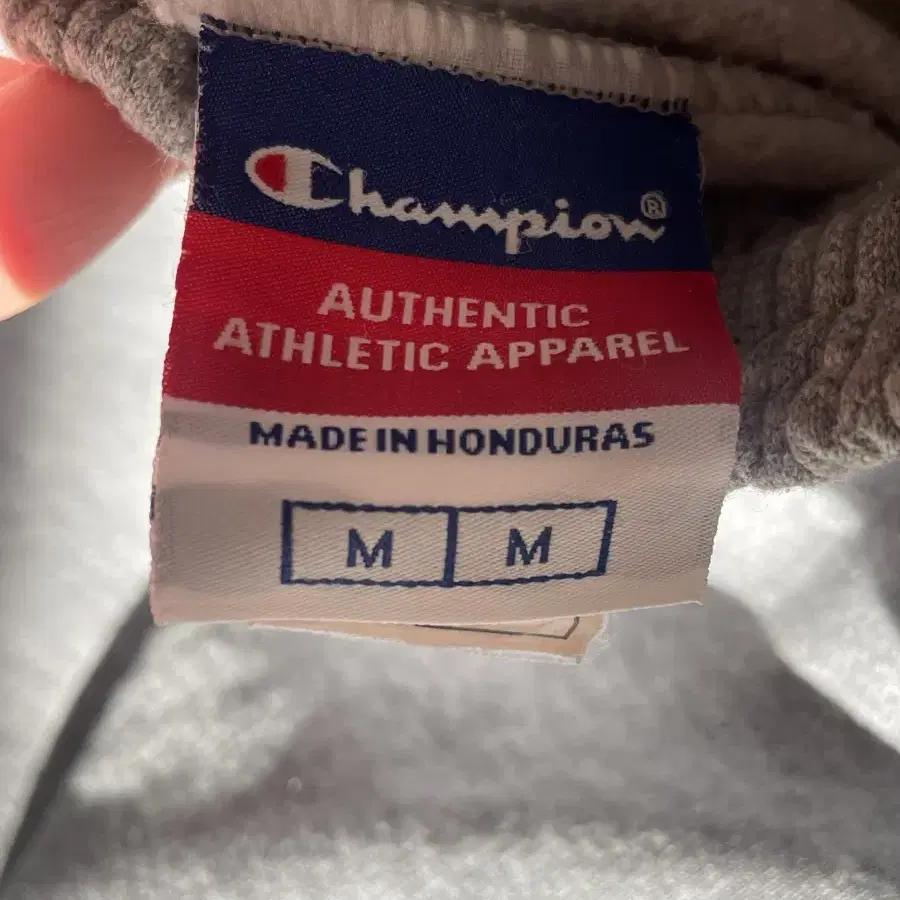 Champion®
AUTHENTIC
ATHLETIC APPAREL
MADE IN HONDURAS
M M